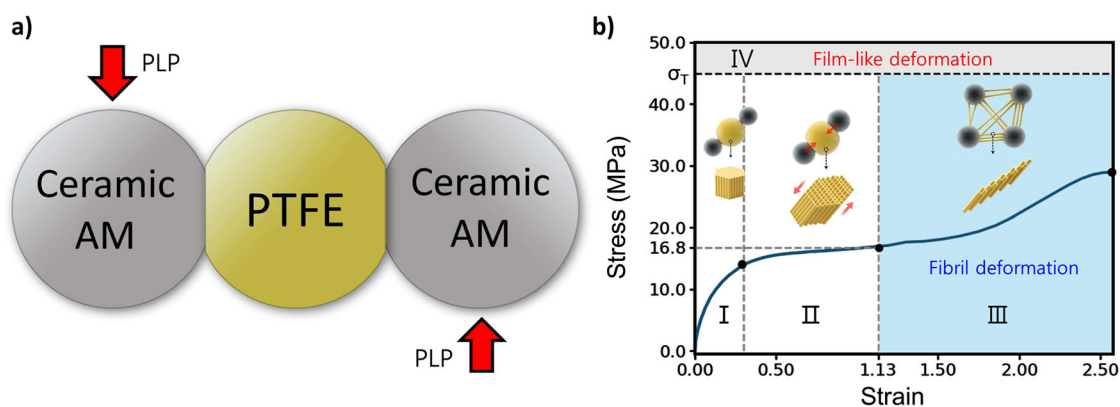 a)
PLP
Ceramic
AM
PTFE
Ceramic
AM
PLP
b)
50.0
σT
40.0
30.0
20.0
16.8
10.0
0.0
Stress (MPa)
IV
Film-like deformation
Fibril deformation
I
II
III
0.00
0.50
1.13
1.50
2.00
2.50
Strain